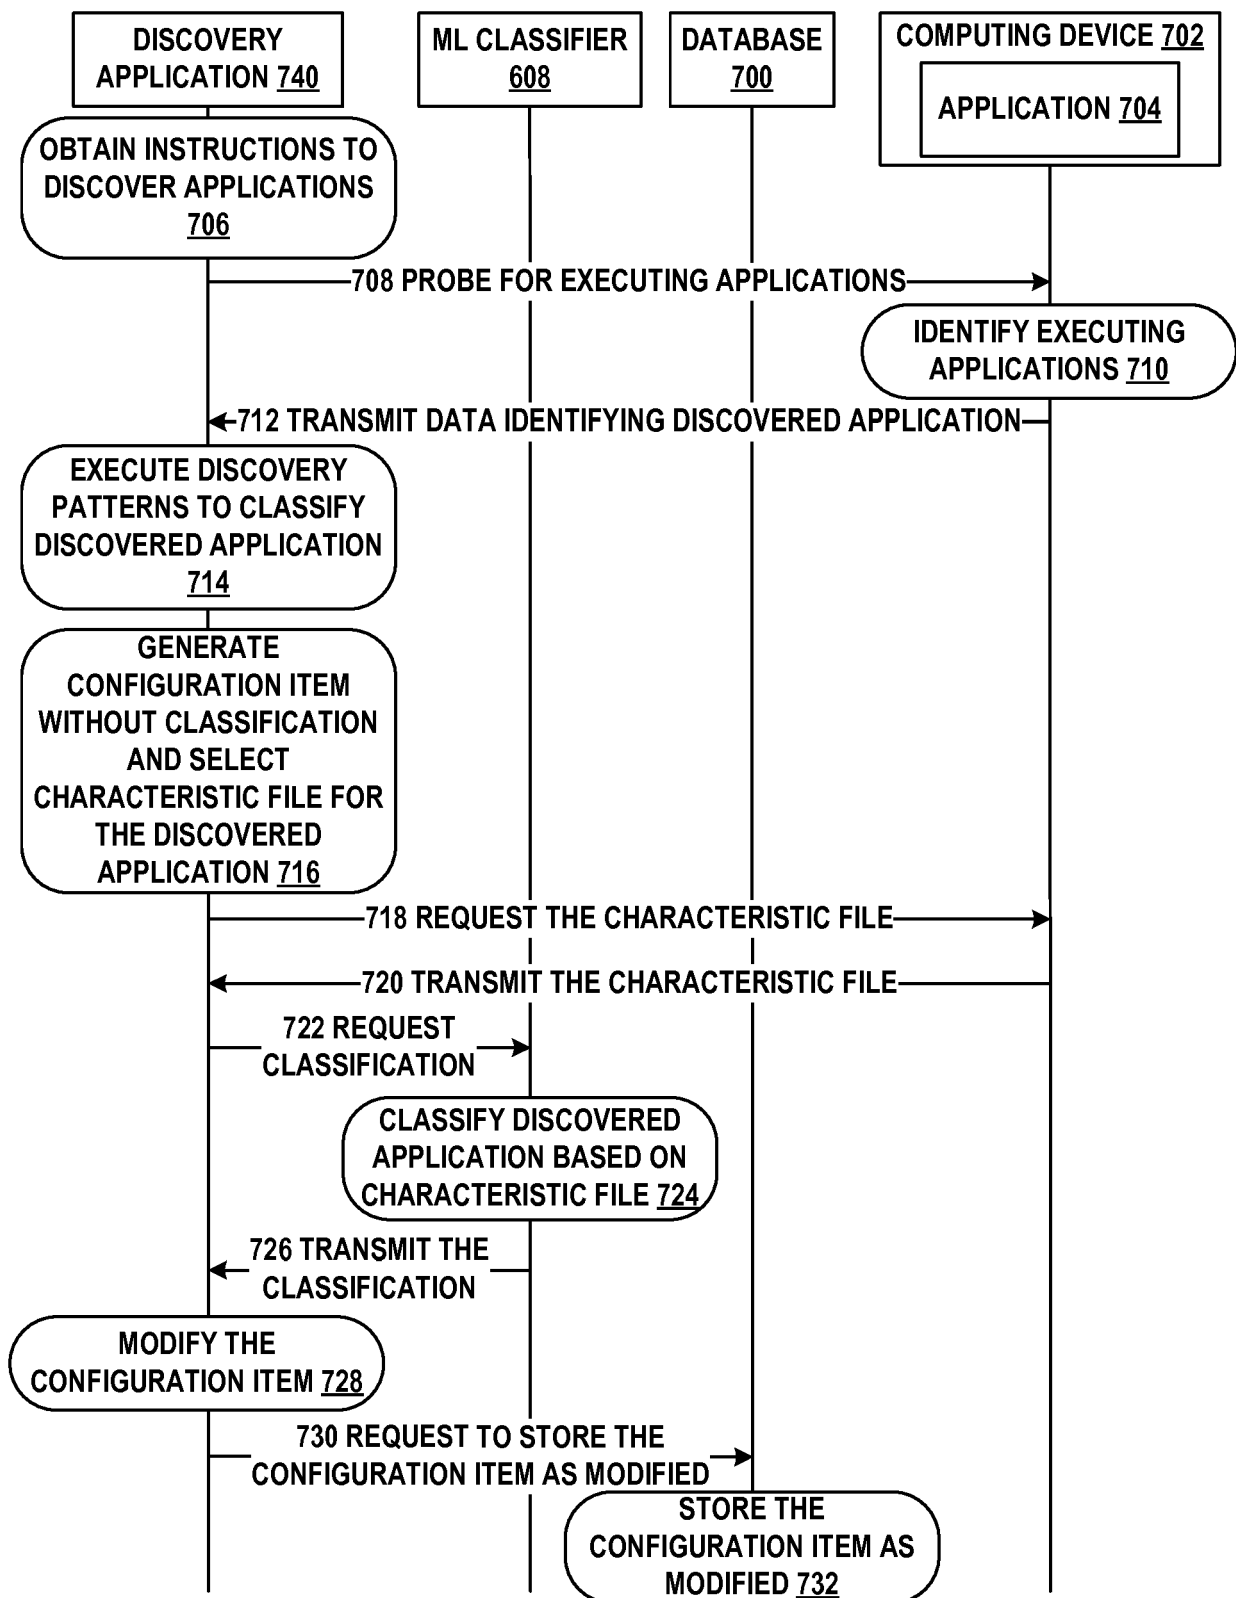 DISCOVERY
APPLICATION 740
ML CLASSIFIER
608
DATABASE
700
COMPUTING DEVICE 702
APPLICATION 704
OBTAIN INSTRUCTIONS TO
DISCOVER APPLICATIONS
706
708 PROBE FOR EXECUTING APPLICATIONS
IDENTIFY EXECUTING
APPLICATIONS 710
712 TRANSMIT DATA IDENTIFYING DISCOVERED APPLICATION
EXECUTE DISCOVERY
PATTERNS TO CLASSIFY
DISCOVERED APPLICATION
714
GENERATE
CONFIGURATION ITEM
WITHOUT CLASSIFICATION
AND SELECT
CHARACTERISTIC FILE FOR
THE DISCOVERED
APPLICATION 716
718 REQUEST THE CHARACTERISTIC FILE
720 TRANSMIT THE CHARACTERISTIC FILE
722 REQUEST
CLASSIFICATION
CLASSIFY DISCOVERED
APPLICATION BASED ON
CHARACTERISTIC FILE 724
726 TRANSMIT THE
CLASSIFICATION
MODIFY THE
CONFIGURATION ITEM 728
730 REQUEST TO STORE THE
CONFIGURATION ITEM AS MODIFIED
STORE THE
CONFIGURATION ITEM AS
MODIFIED 732